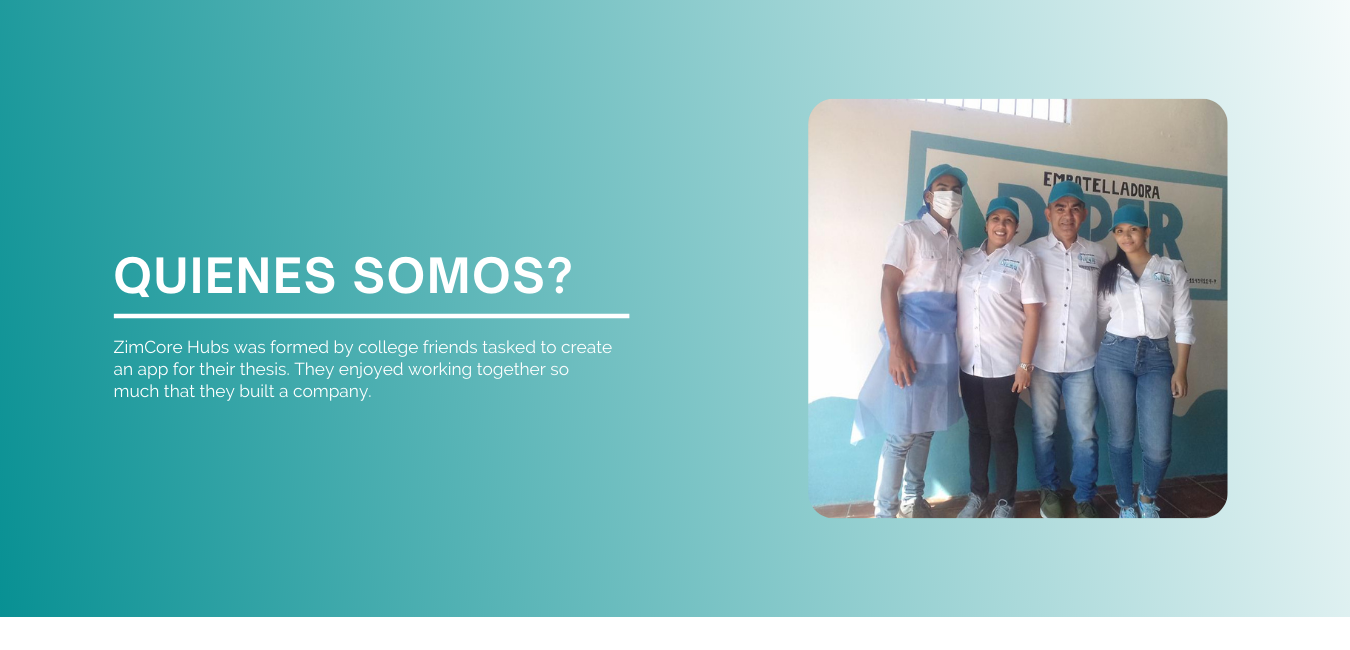 QUIENES SOMOS?
ZimCore Hubs was formed by college friends tasked to create
an app for their thesis. They enjoyed working together so
much that they built a company.
EMBOTELLADORA